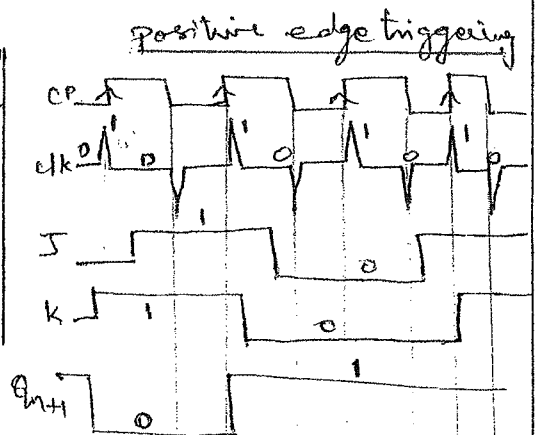 positive edge triggering
CP
clk 0 1 0 1 0 1 0 1 0
J 1 0
K 1 0
Qn+1 0 1